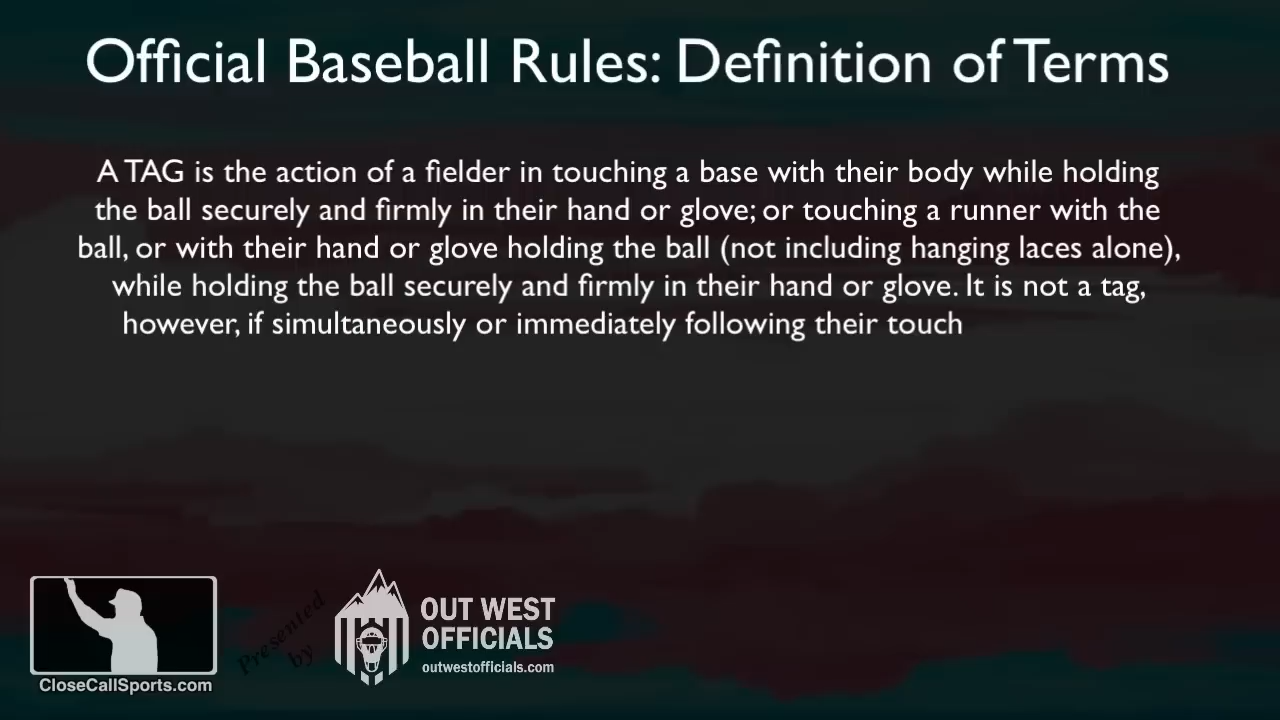 Official Baseball Rules: Definition of Terms
A TAG is the action of a fielder in touching a base with their body while holding
the ball securely and firmly in their hand or glove; or touching a runner with the
ball, or with their hand or glove holding the ball (not including hanging laces alone),
while holding the ball securely and firmly in their hand or glove. It is not a tag,
however, if simultaneously or immediately following their touch
CloseCallSports.com
Presented
by
OUT WEST
OFFICIALS
outwestofficials.com